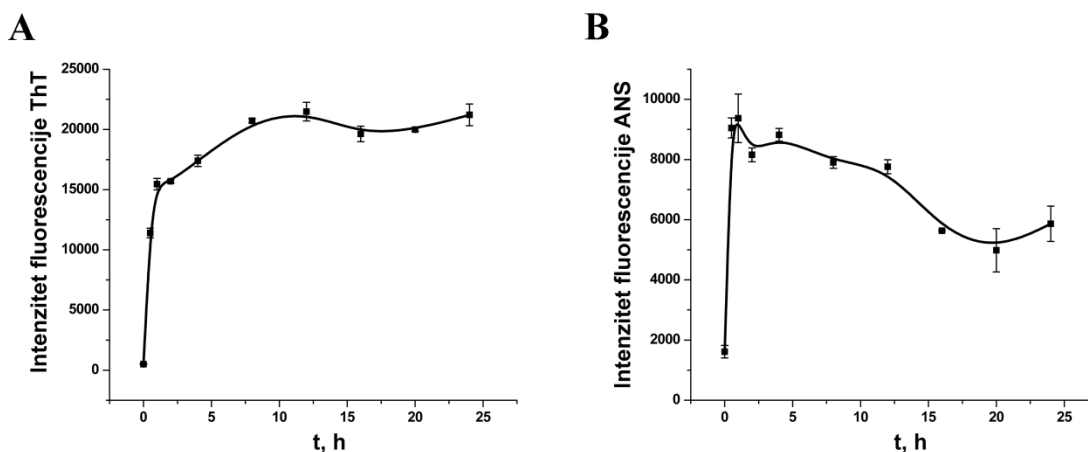 A
Intenzitet fluorescencije ThT
25000
20000
15000
10000
5000
0
0 5 10 15 20 25
t, h
B
Intenzitet fluorescencije ANS
10000
8000
6000
4000
2000
0
0 5 10 15 20 25
t, h